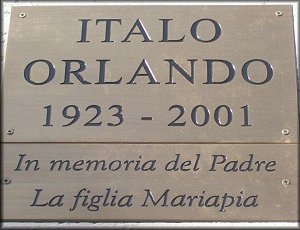 ITALO
ORLANDO
1923 - 2001
In memoria del Padre
La figlia Mariapia